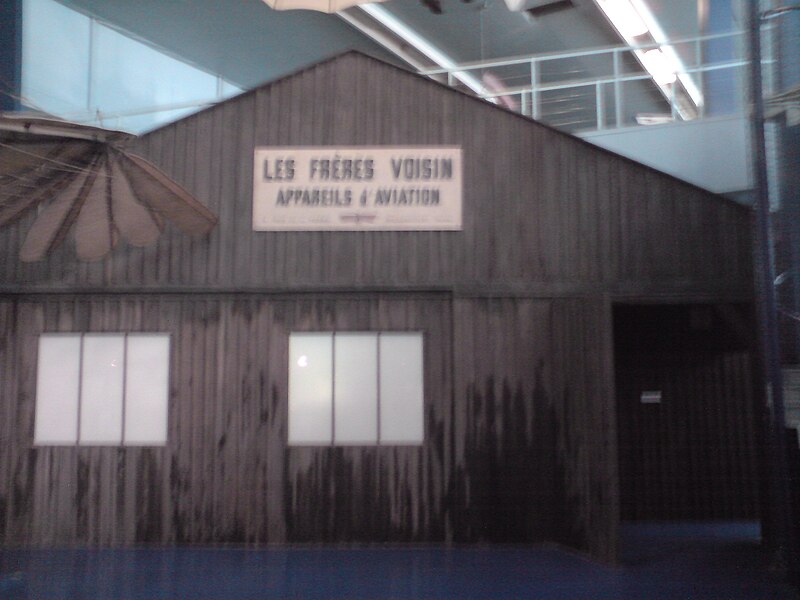 LES FRÈRES VOISIN
APPAREILS d'AVIATION